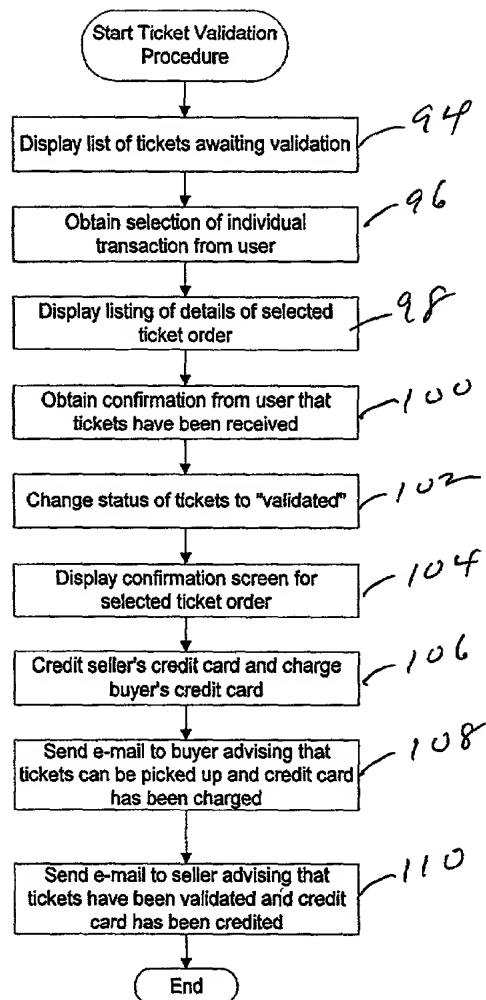 Start Ticket Validation
Procedure
94
Display list of tickets awaiting validation
96
Obtain selection of individual
transaction from user
98
Display listing of details of selected
ticket order
100
Obtain confirmation from user that
tickets have been received
102
Change status of tickets to "validated"
104
Display confirmation screen for
selected ticket order
106
Credit seller's credit card and charge
buyer's credit card
108
Send e-mail to buyer advising that
tickets can be picked up and credit card
has been charged
110
Send e-mail to seller advising that
tickets have been validated and credit
card has been credited
End